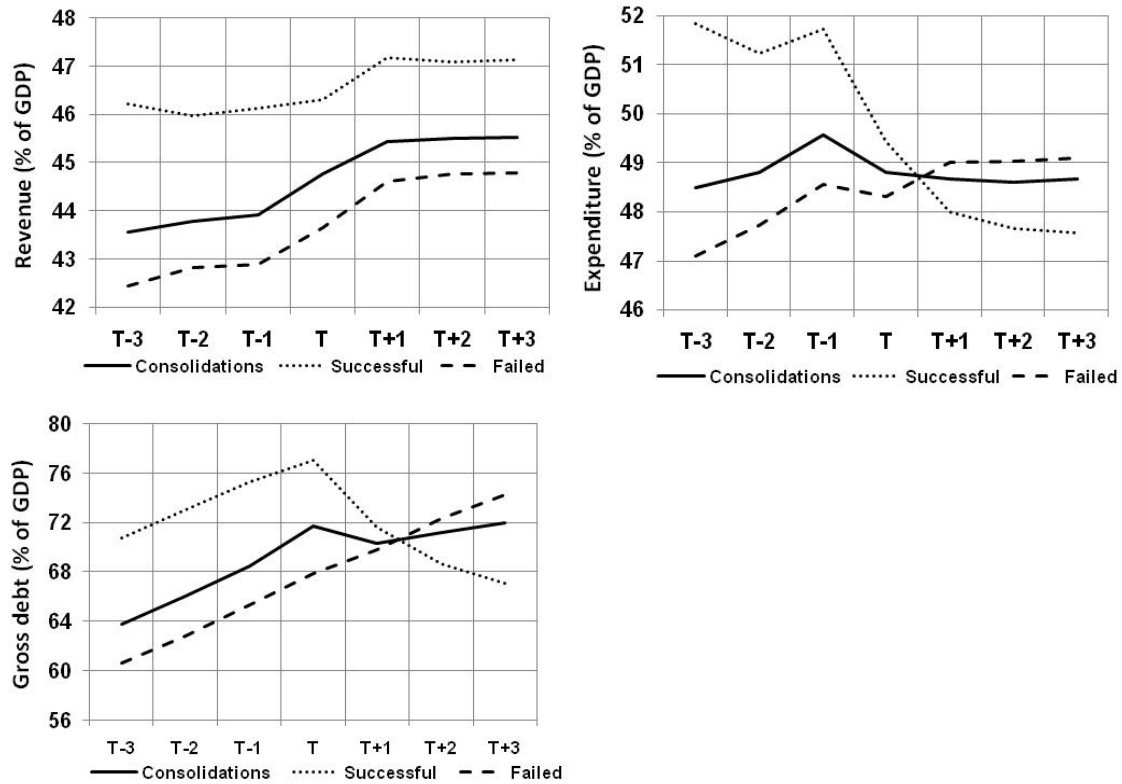 Revenue (% of GDP)
48
47
46
45
44
43
42
T-3 T-2 T-1 T T+1 T+2 T+3
Consolidations Successful Failed
Expenditure (% of GDP)
52
51
50
49
48
47
46
T-3 T-2 T-1 T T+1 T+2 T+3
Consolidations Successful Failed
Gross debt (% of GDP)
80
76
72
68
64
60
56
T-3 T-2 T-1 T T+1 T+2 T+3
Consolidations Successful Failed